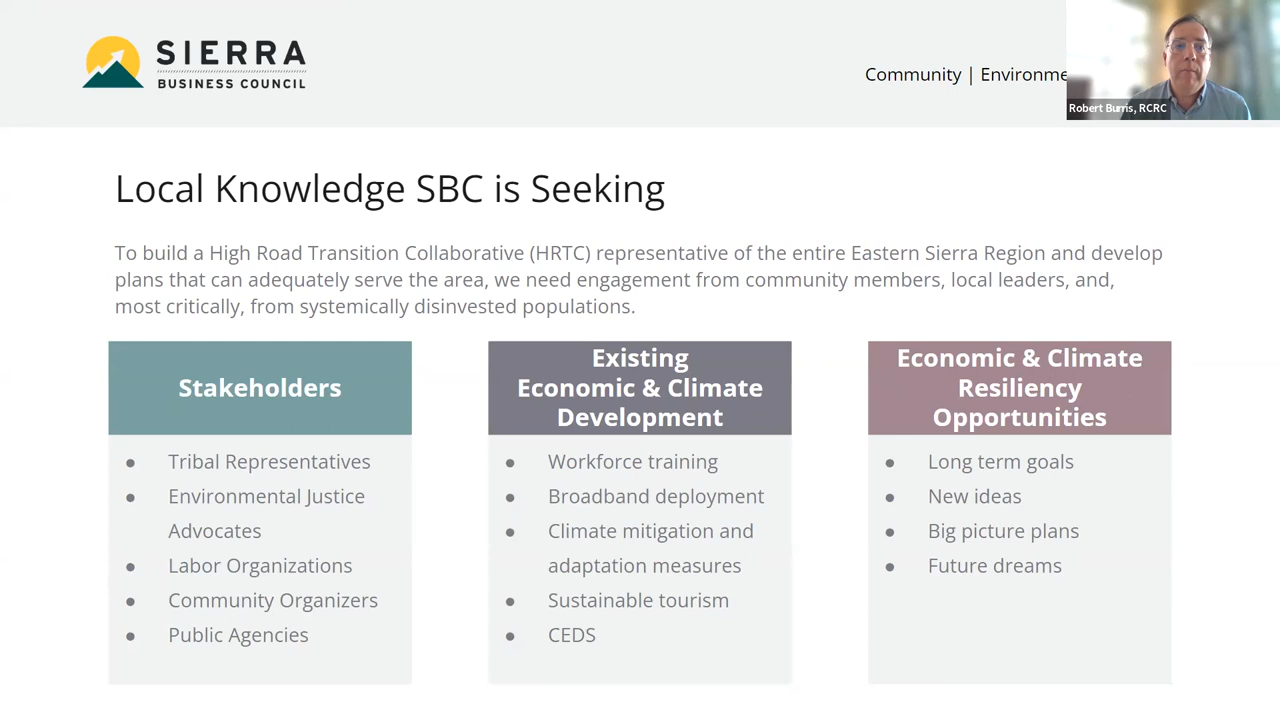 SIERRA
BUSINESS COUNCIL
Community | Environme
Robert Burris, RCRC
Local Knowledge SBC is Seeking
To build a High Road Transition Collaborative (HRTC) representative of the entire Eastern Sierra Region and develop
plans that can adequately serve the area, we need engagement from community members, local leaders, and,
most critically, from systemically disinvested populations.
Stakeholders
● Tribal Representatives
● Environmental Justice
Advocates
● Labor Organizations
● Community Organizers
● Public Agencies
Existing
Economic & Climate
Development
● Workforce training
● Broadband deployment
● Climate mitigation and
adaptation measures
● Sustainable tourism
● CEDS
Economic & Climate
Resiliency
Opportunities
● Long term goals
● New ideas
● Big picture plans
● Future dreams